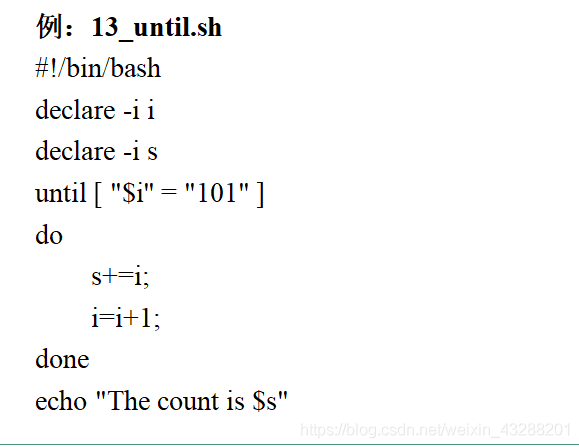 例：13_until.sh
#!/bin/bash
declare -i i
declare -i s
until [ "$i" = "101" ]
do
s+=i;
i=i+1;
done
echo "The count is $s"
https://blog.csdn.net/weixin_43288201